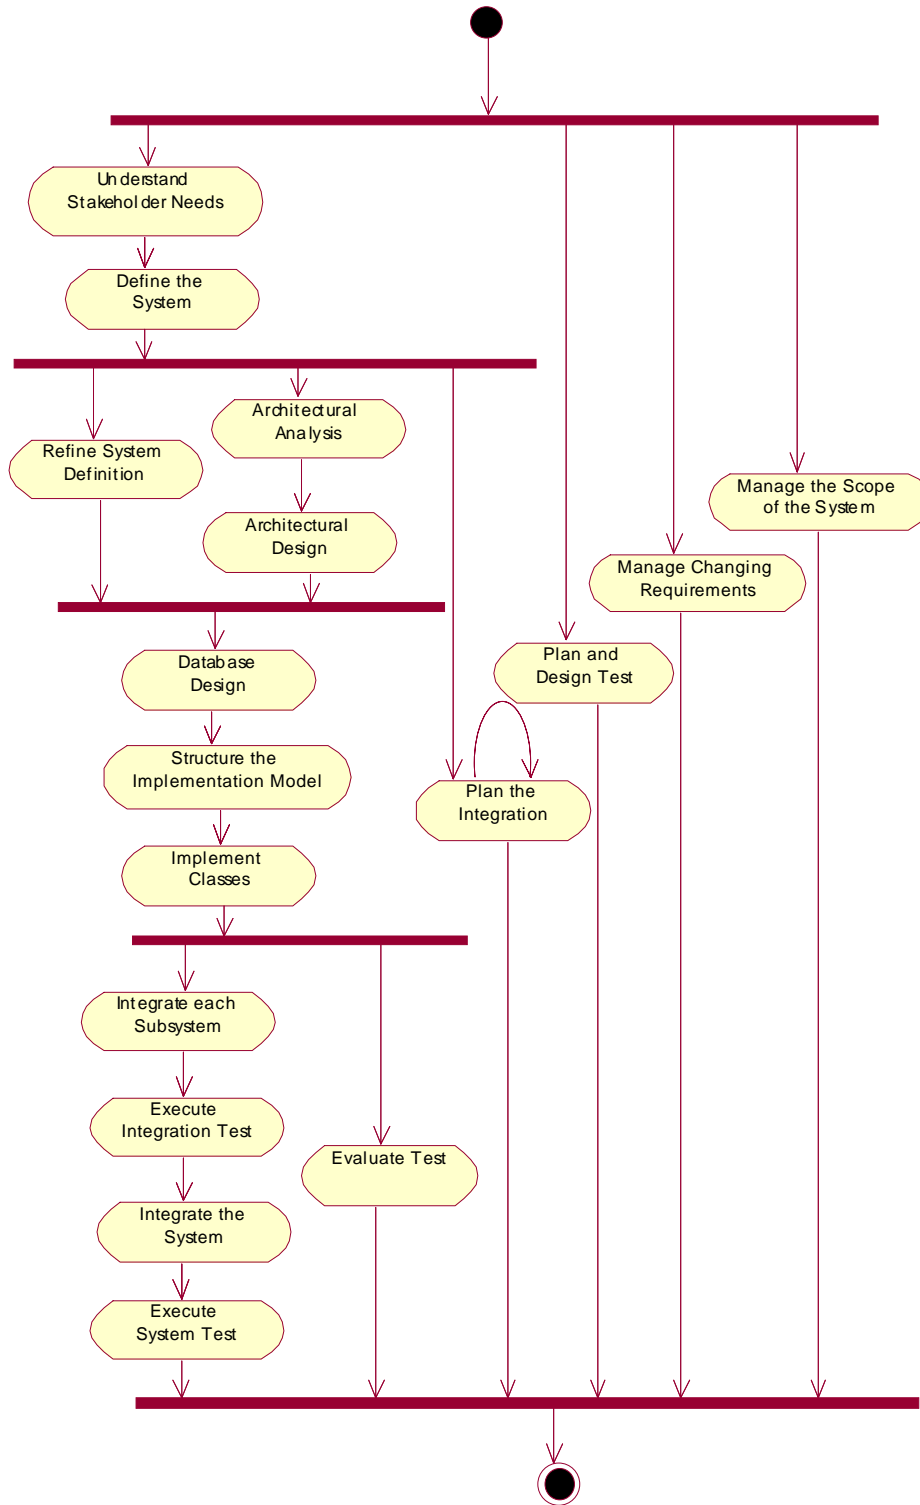 Understand
Stakeholder Needs
Define the
System
Architectural
Analysis
Refine System
Definition
Manage the Scope
of the System
Architectural
Design
Manage Changing
Requirements
Database
Design
Plan and
Design Test
Structure the
Implementation Model
Plan the
Integration
Implement
Classes
Integrate each
Subsystem
Execute
Integration Test
Evaluate Test
Integrate the
System
Execute
System Test